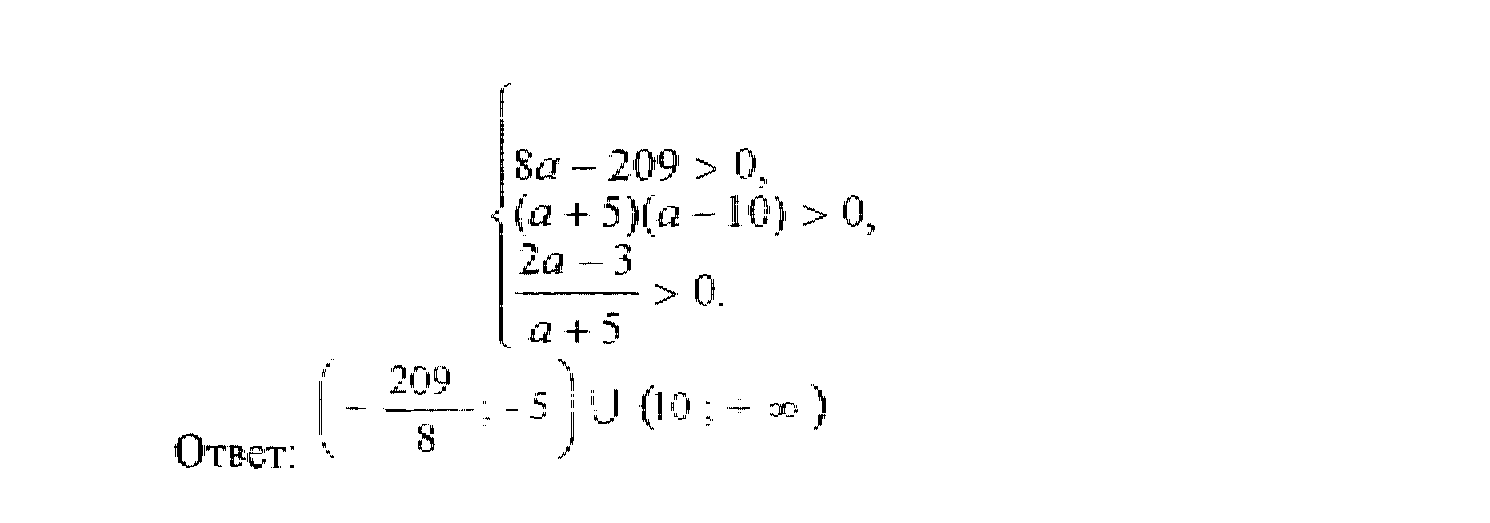 8a − 209 > 0,
(a + 5)(a − 10) > 0,
(2a − 3)/(a + 5) > 0.
Ответ: (− 209/8 ; - 5) ∪ (10 ; + ∞ )